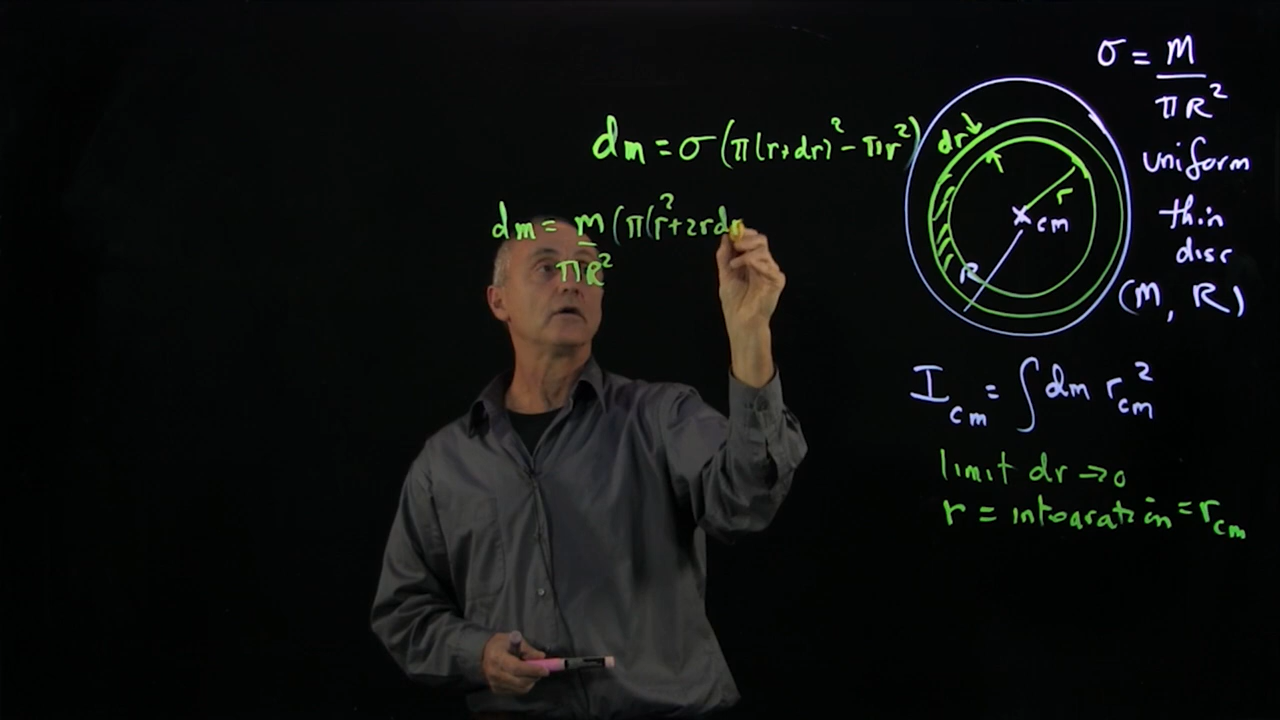 σ = M
πR²
dm = σ (π(r+dr)² - πr²)
dr
uniform
r
cm
thin
disc
dm = M (π(r²+2rdr
πR²
R
(M, R)
I_cm = ∫ dm r_cm²
limit dr → 0
r = integration = r_cm